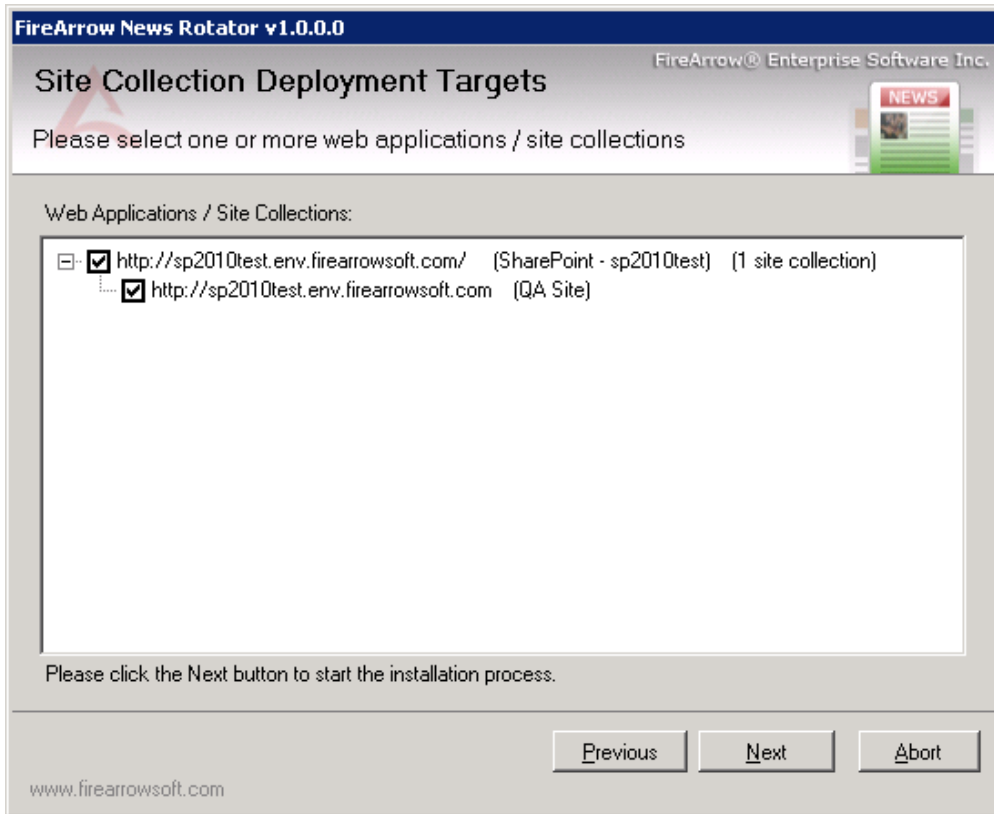 FireArrow News Rotator v1.0.0.0
FireArrow® Enterprise Software Inc.
Site Collection Deployment Targets
NEWS
Please select one or more web applications / site collections
Web Applications / Site Collections:
http://sp2010test.env.firearrowsoft.com/ (SharePoint - sp2010test) (1 site collection)
http://sp2010test.env.firearrowsoft.com (QA Site)
Please click the Next button to start the installation process.
Previous Next Abort
www.firearrowsoft.com